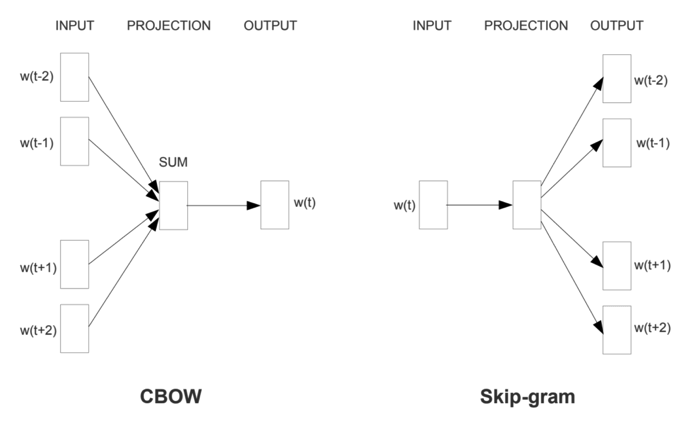 INPUT PROJECTION OUTPUT
w(t-2)
w(t-1)
SUM
w(t)
w(t+1)
w(t+2)
CBOW
INPUT PROJECTION OUTPUT
w(t-2)
w(t-1)
w(t)
w(t+1)
w(t+2)
Skip-gram